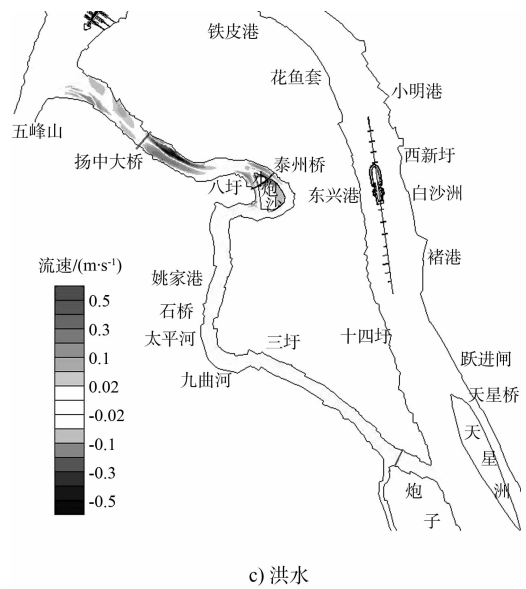 铁皮港
花鱼套
小明港
五峰山
扬中大桥
泰州桥
西新圩
八圩
炮
沙
东兴港
白沙洲
褚港
流速/(m·s-1)
0.5
0.3
0.1
0.02
-0.02
-0.1
-0.3
-0.5
姚家港
石桥
太平河
三圩
十四圩
九曲河
跃进闸
天星桥
天
星
洲
炮
子
c) 洪水